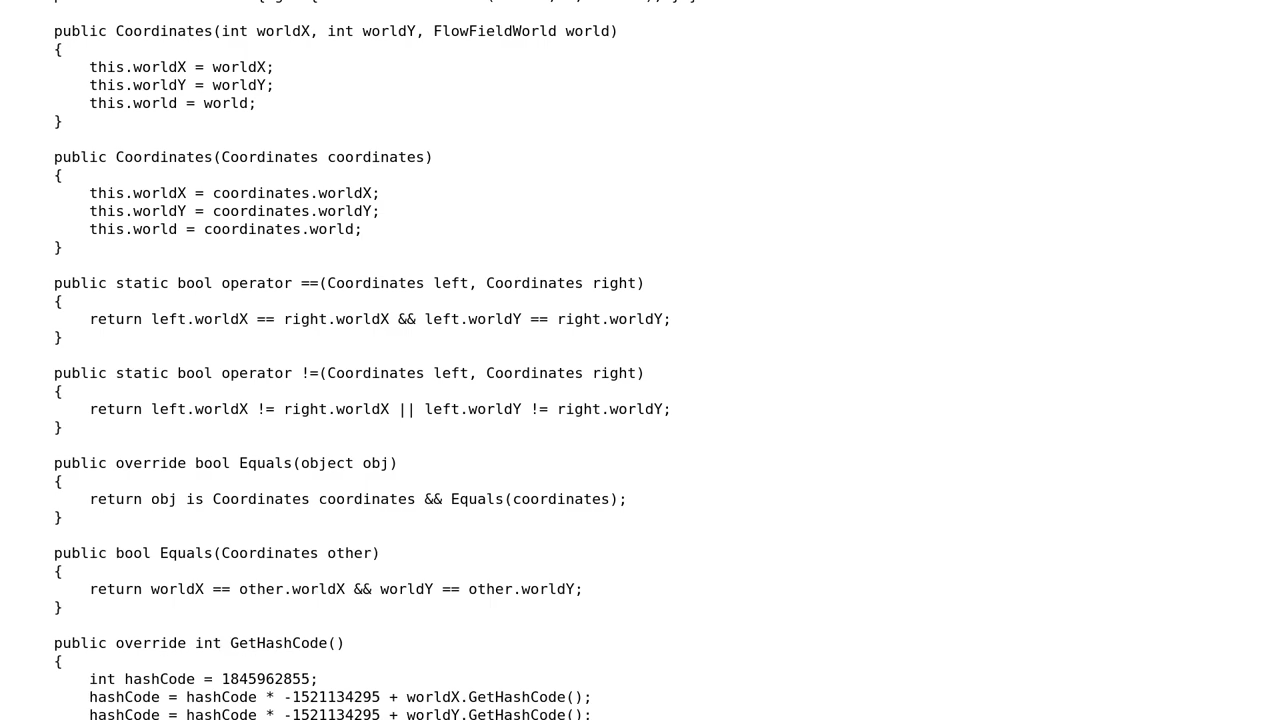 public Coordinates(int worldX, int worldY, FlowFieldWorld world)
{
    this.worldX = worldX;
    this.worldY = worldY;
    this.world = world;
}

public Coordinates(Coordinates coordinates)
{
    this.worldX = coordinates.worldX;
    this.worldY = coordinates.worldY;
    this.world = coordinates.world;
}

public static bool operator ==(Coordinates left, Coordinates right)
{
    return left.worldX == right.worldX && left.worldY == right.worldY;
}

public static bool operator !=(Coordinates left, Coordinates right)
{
    return left.worldX != right.worldX || left.worldY != right.worldY;
}

public override bool Equals(object obj)
{
    return obj is Coordinates coordinates && Equals(coordinates);
}

public bool Equals(Coordinates other)
{
    return worldX == other.worldX && worldY == other.worldY;
}

public override int GetHashCode()
{
    int hashCode = 1845962855;
    hashCode = hashCode * -1521134295 + worldX.GetHashCode();
    hashCode = hashCode * -1521134295 + worldY.GetHashCode();